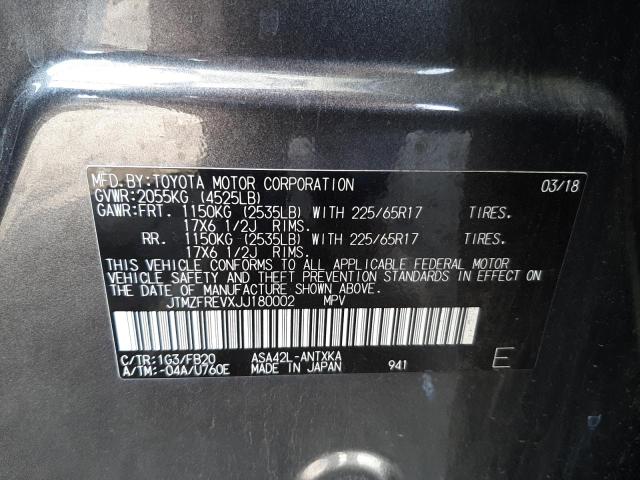 MFD. BY: TOYOTA MOTOR CORPORATION 03/18
GVWR: 2055KG (4525LB)
GAWR: FRT. 1150KG (2535LB) WITH 225/65R17 TIRES.
17X6 1/2J RIMS.
RR. 1150KG (2535LB) WITH 225/65R17 TIRES.
17X6 1/2J RIMS.
THIS VEHICLE CONFORMS TO ALL APPLICABLE FEDERAL MOTOR
VEHICLE SAFETY AND THEFT PREVENTION STANDARDS IN EFFECT ON
THE DATE OF MANUFACTURE SHOWN ABOVE.
JTMZFREVXJJ180002 MPV
C/TR: 1G3/FB20 ASA42L-ANTXKA
A/TM: -04A/U760E MADE IN JAPAN 941 E